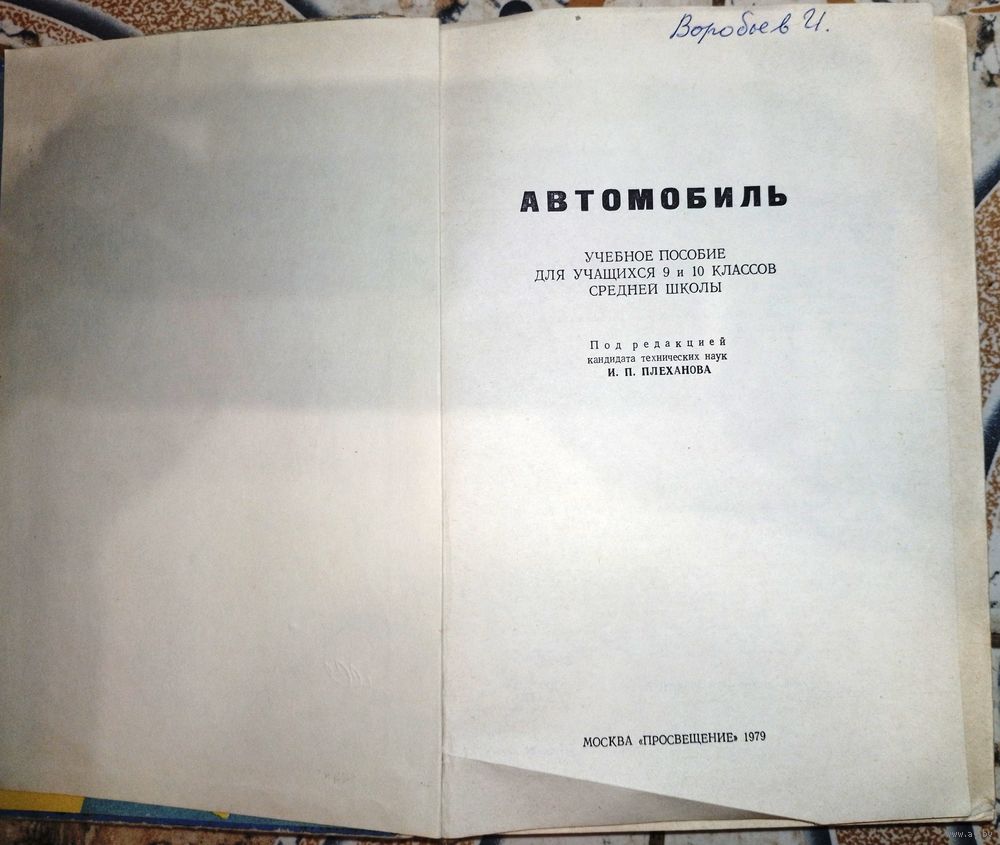 Воробьев И.
АВТОМОБИЛЬ
УЧЕБНОЕ ПОСОБИЕ
ДЛЯ УЧАЩИХСЯ 9 и 10 КЛАССОВ
СРЕДНЕЙ ШКОЛЫ
Под редакцией
кандидата технических наук
И. П. ПЛЕХАНОВА
МОСКВА «ПРОСВЕЩЕНИЕ» 1979